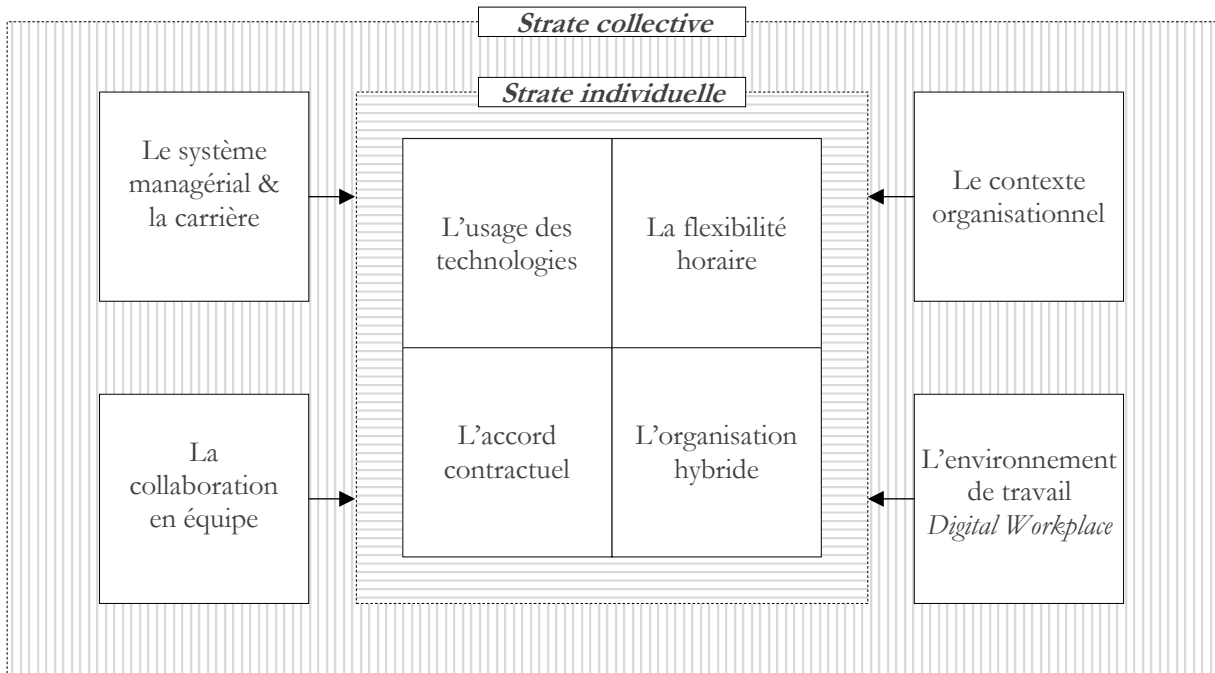 Strate collective
Strate individuelle
Le système
managérial &
la carrière
L'usage des
technologies
La flexibilité
horaire
Le contexte
organisationnel
La
collaboration
en équipe
L'accord
contractuel
L'organisation
hybride
L'environnement
de travail
Digital Workplace